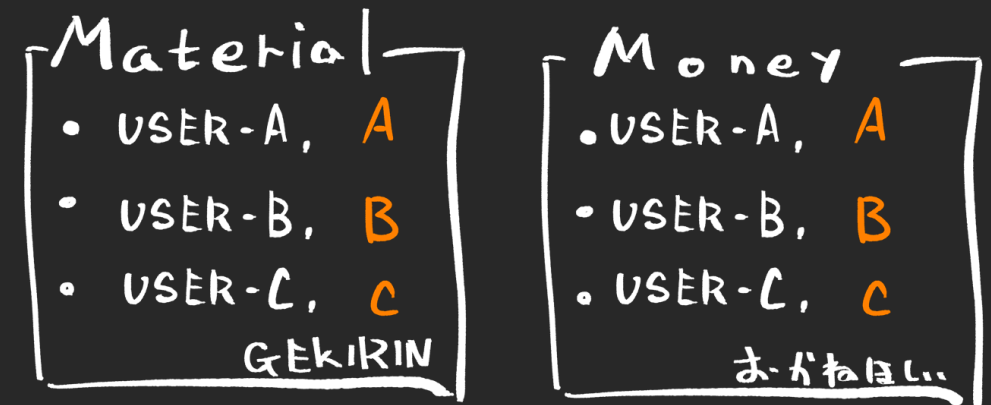 Material
• USER-A, A
• USER-B, B
• USER-C, C
GEKIRIN
Money
• USER-A, A
• USER-B, B
• USER-C, C
おかねほしい